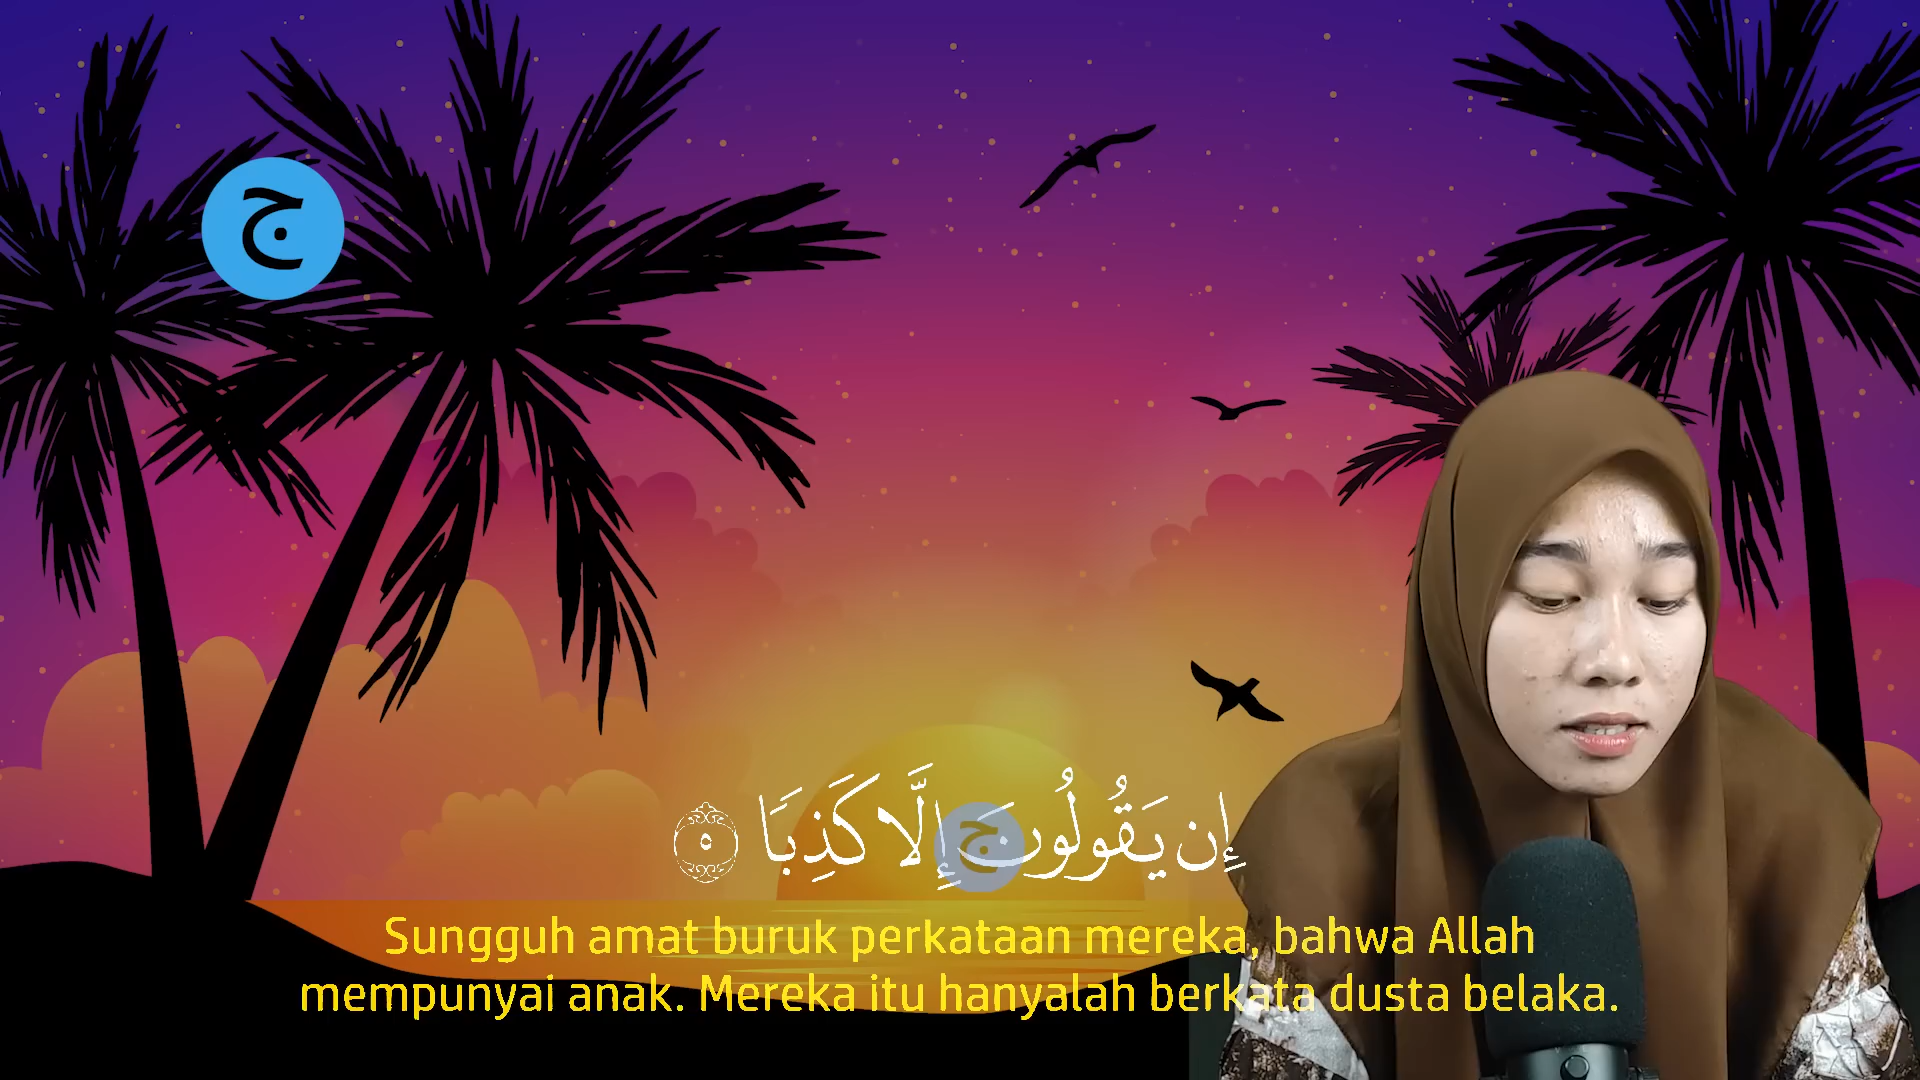 ج
إِن يَقُولُونَ إِلَّا كَذِبًا ٥
ج
Sungguh amat buruk perkataan mereka, bahwa Allah
mempunyai anak. Mereka itu hanyalah berkata dusta belaka.